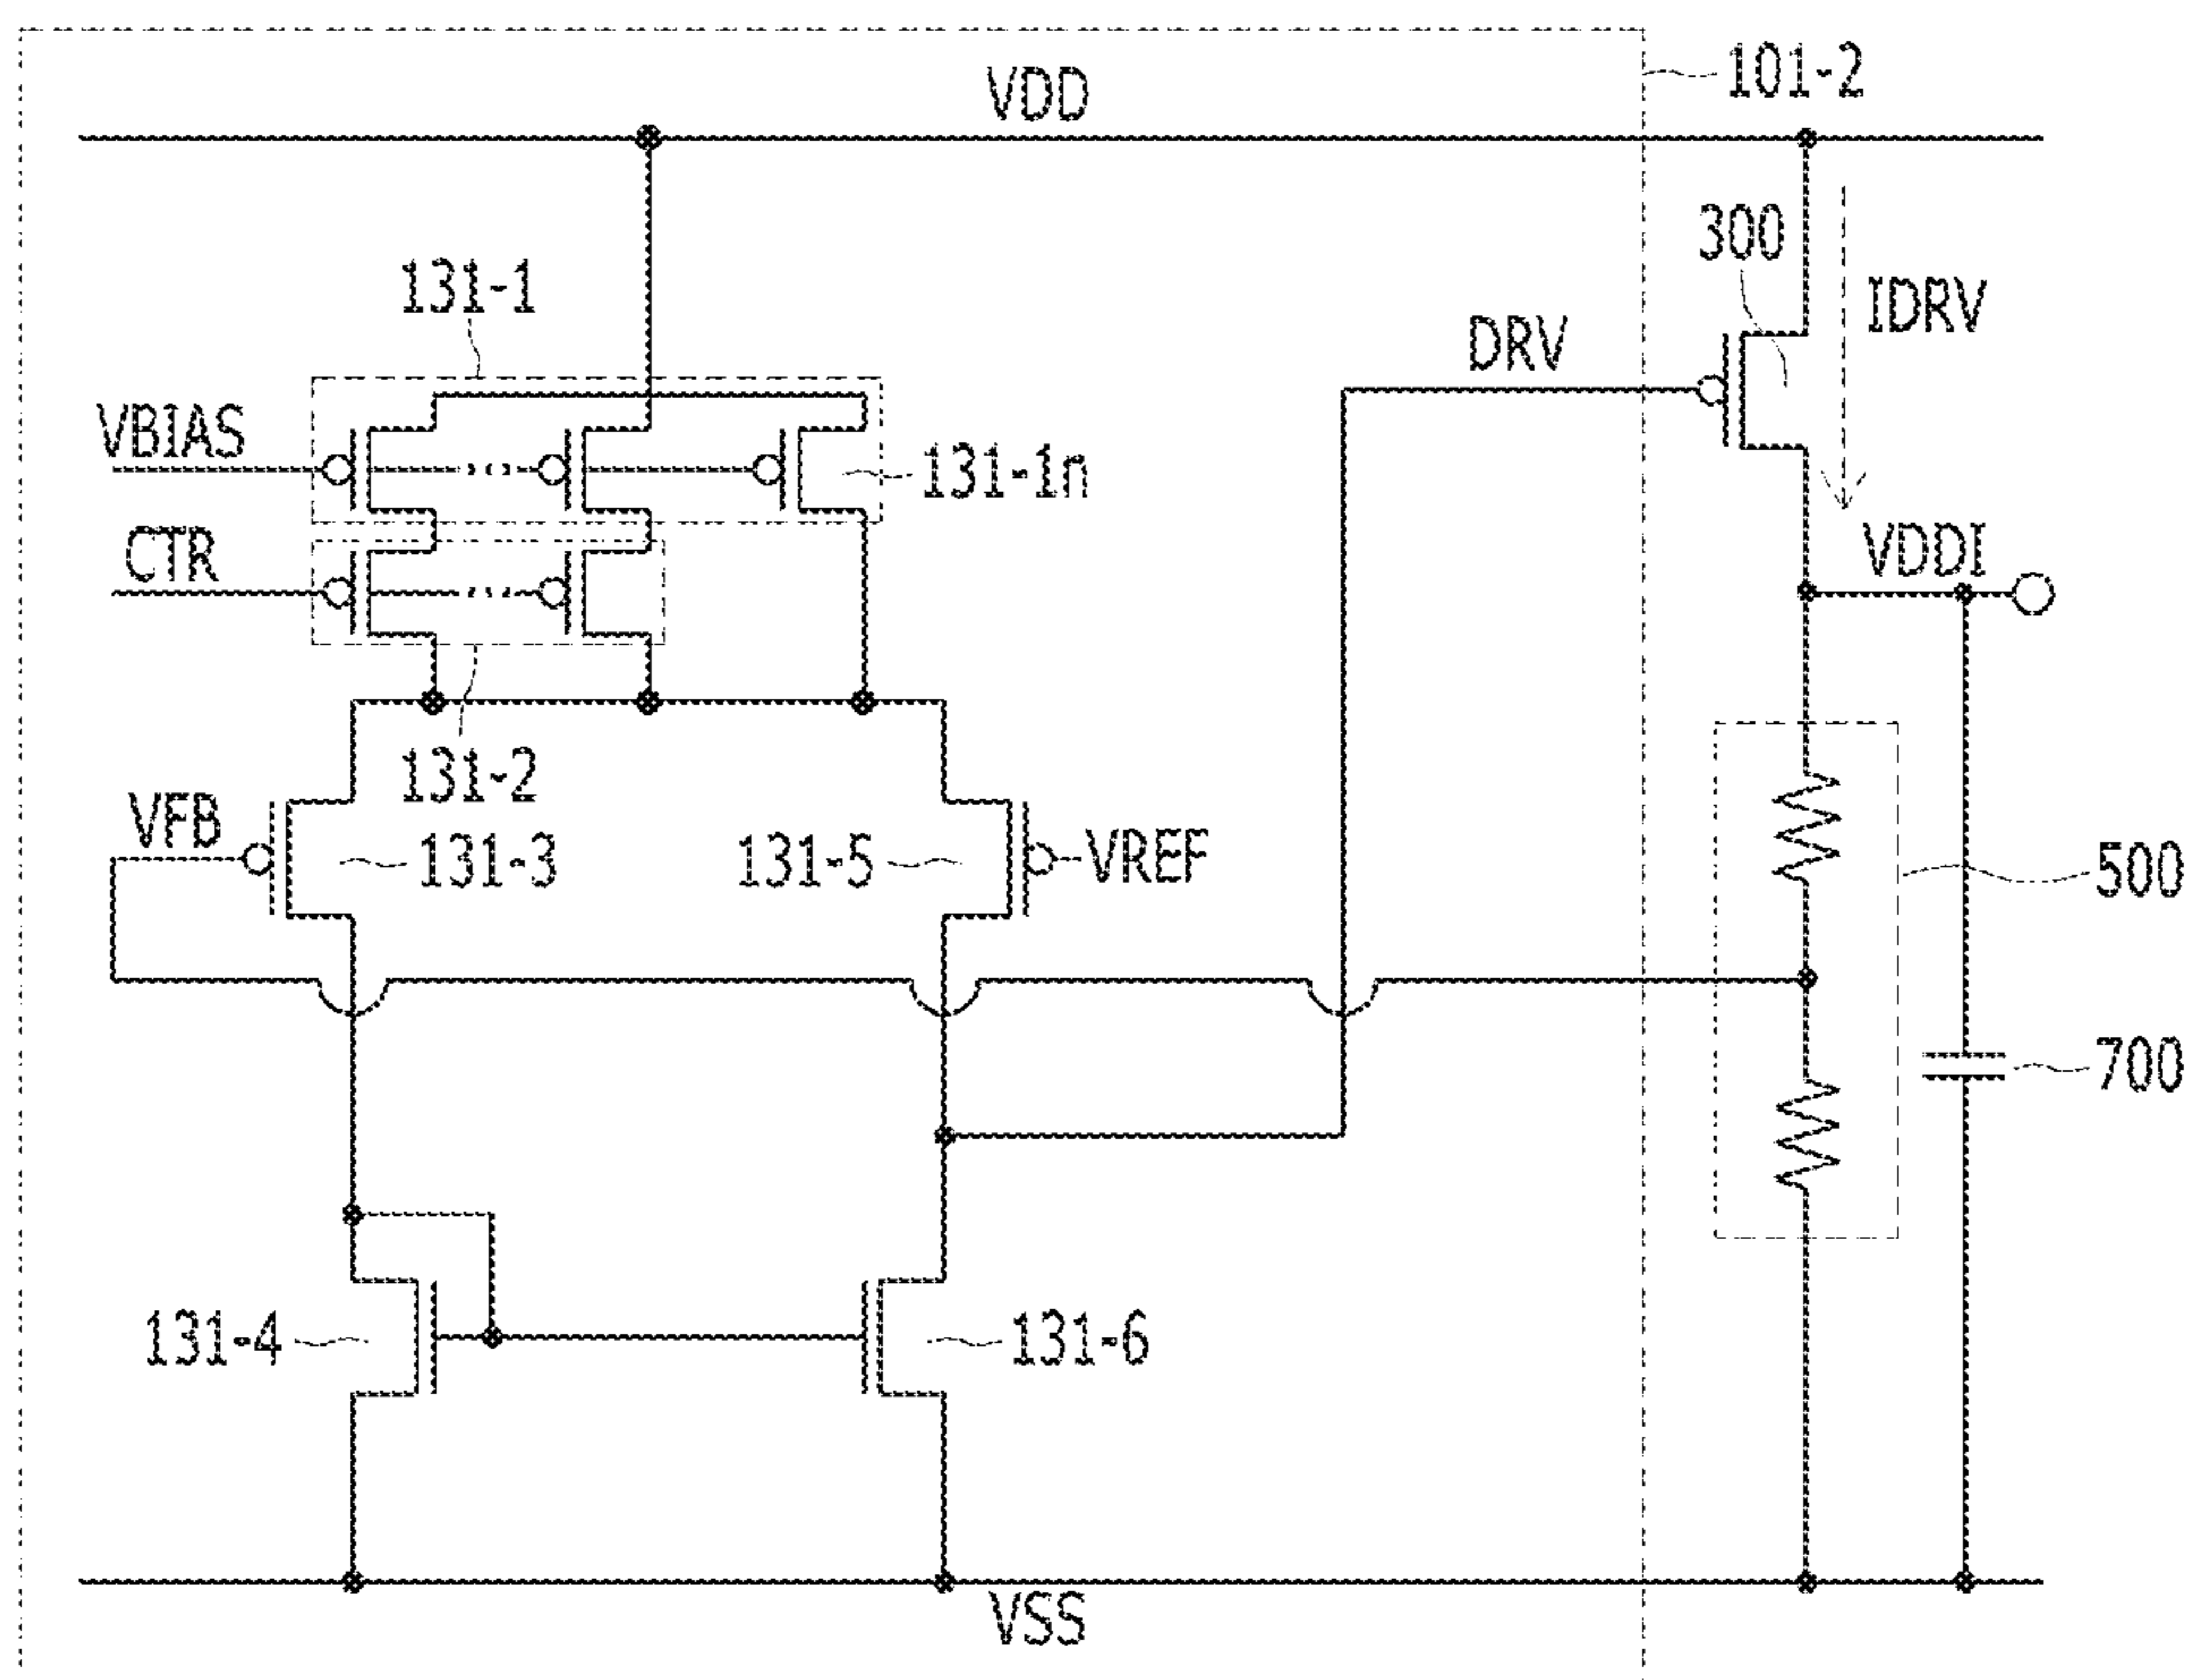 101-2
VDD
300
IDRV
131-1
DRV
VBIAS
131-1n
CTR
VDDI
131-2
VFB
131-3
131-5
VREF
500
700
131-4
131-6
VSS